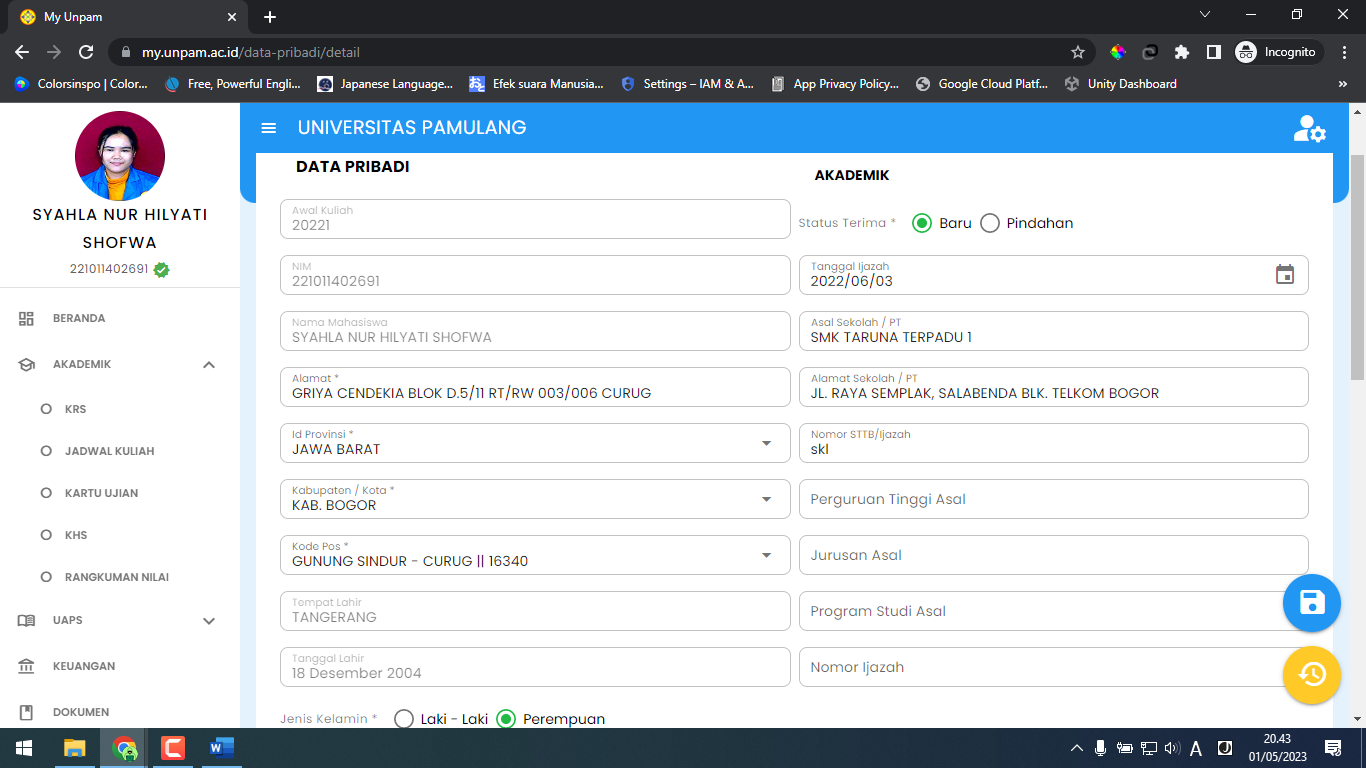 My Unpam
my.unpam.ac.id/data-pribadi/detail
Incognito
Colorsinspo | Color...
Free, Powerful Engli...
Japanese Language...
Efek suara Manusia...
Settings – IAM & A...
App Privacy Policy...
Google Cloud Platf...
Unity Dashboard
»
SYAHLA NUR HILYATI
SHOFWA
221011402691
BERANDA
AKADEMIK
KRS
JADWAL KULIAH
KARTU UJIAN
KHS
RANGKUMAN NILAI
UAPS
KEUANGAN
DOKUMEN
UNIVERSITAS PAMULANG
DATA PRIBADI
Awal Kuliah
20221
NIM
221011402691
Nama Mahasiswa
SYAHLA NUR HILYATI SHOFWA
Alamat *
GRIYA CENDEKIA BLOK D.5/11 RT/RW 003/006 CURUG
Id Provinsi *
JAWA BARAT
Kabupaten / Kota *
KAB. BOGOR
Kode Pos *
GUNUNG SINDUR - CURUG || 16340
Tempat Lahir
TANGERANG
Tanggal Lahir
18 Desember 2004
Jenis Kelamin * Laki - Laki Perempuan
AKADEMIK
Status Terima * Baru Pindahan
Tanggal Ijazah
2022/06/03
Asal Sekolah / PT
SMK TARUNA TERPADU 1
Alamat Sekolah / PT
JL. RAYA SEMPLAK, SALABENDA BLK. TELKOM BOGOR
Nomor STTB/Ijazah
skl
Perguruan Tinggi Asal
Jurusan Asal
Program Studi Asal
Nomor Ijazah
A
J
20.43
01/05/2023